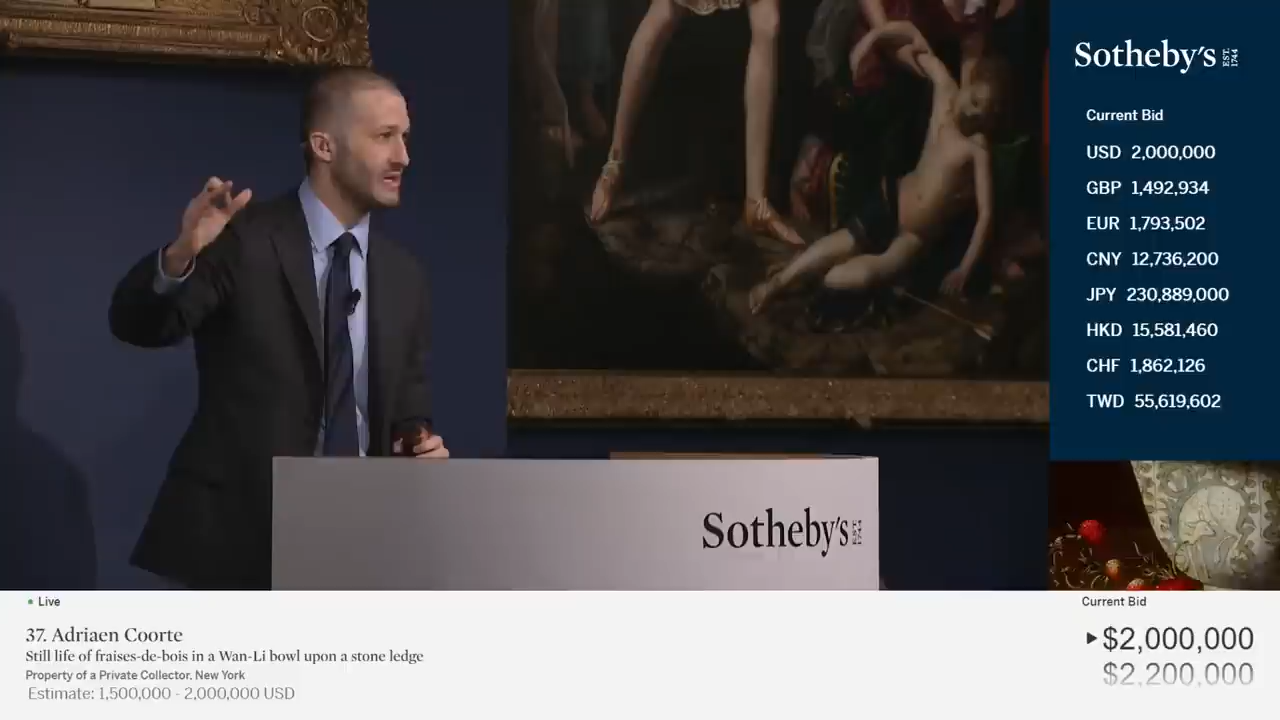 Sotheby's EST. 1744
Current Bid
USD 2,000,000
GBP 1,492,934
EUR 1,793,502
CNY 12,736,200
JPY 230,889,000
HKD 15,581,460
CHF 1,862,126
TWD 55,619,602
Sotheby's EST. 1744
Live
37. Adriaen Coorte
Still life of fraises-de-bois in a Wan-Li bowl upon a stone ledge
Property of a Private Collector, New York
Estimate: 1,500,000 - 2,000,000 USD
Current Bid
$2,000,000
$2,200,000